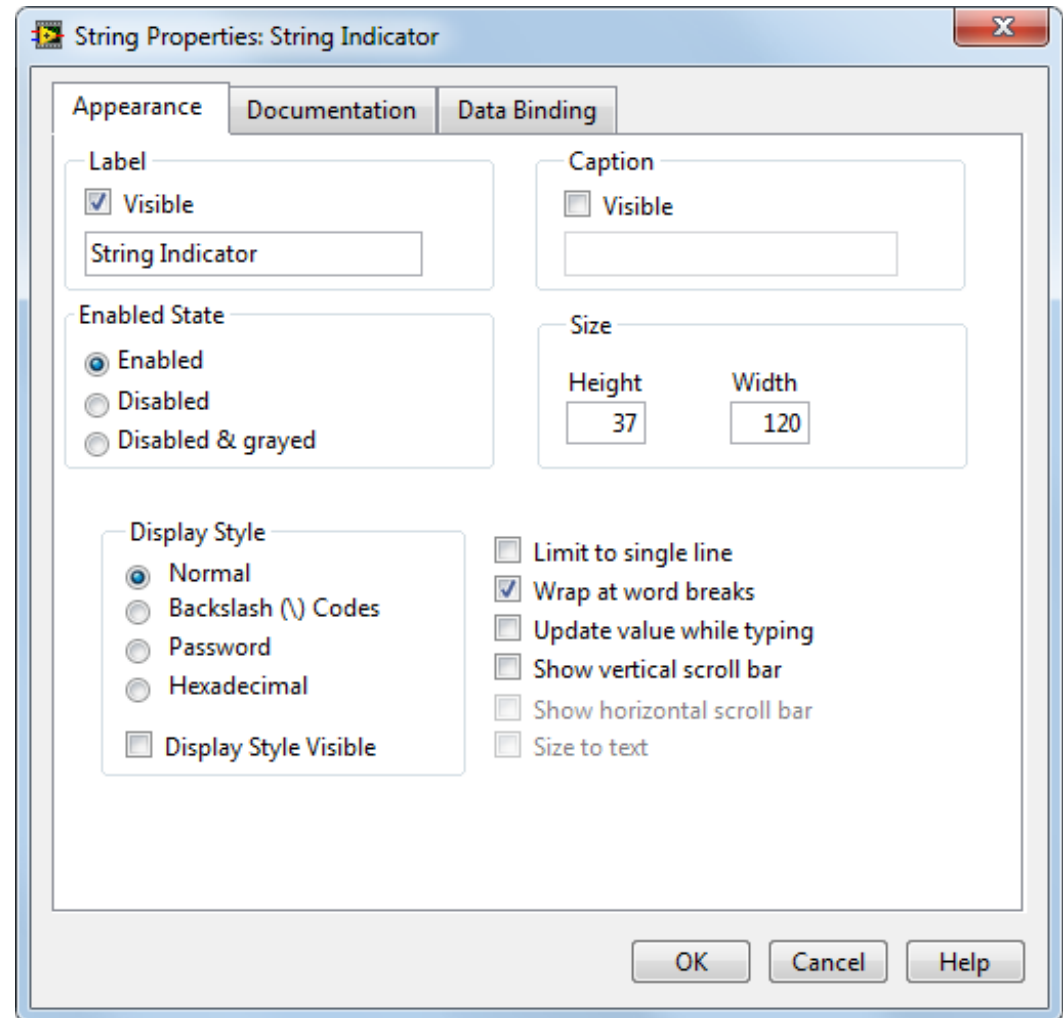 String Properties: String Indicator
Appearance
Documentation
Data Binding
Label
Visible
String Indicator
Caption
Visible
Enabled State
Enabled
Disabled
Disabled & grayed
Size
Height
Width
37
120
Display Style
Normal
Backslash (\) Codes
Password
Hexadecimal
Display Style Visible
Limit to single line
Wrap at word breaks
Update value while typing
Show vertical scroll bar
Show horizontal scroll bar
Size to text
OK
Cancel
Help